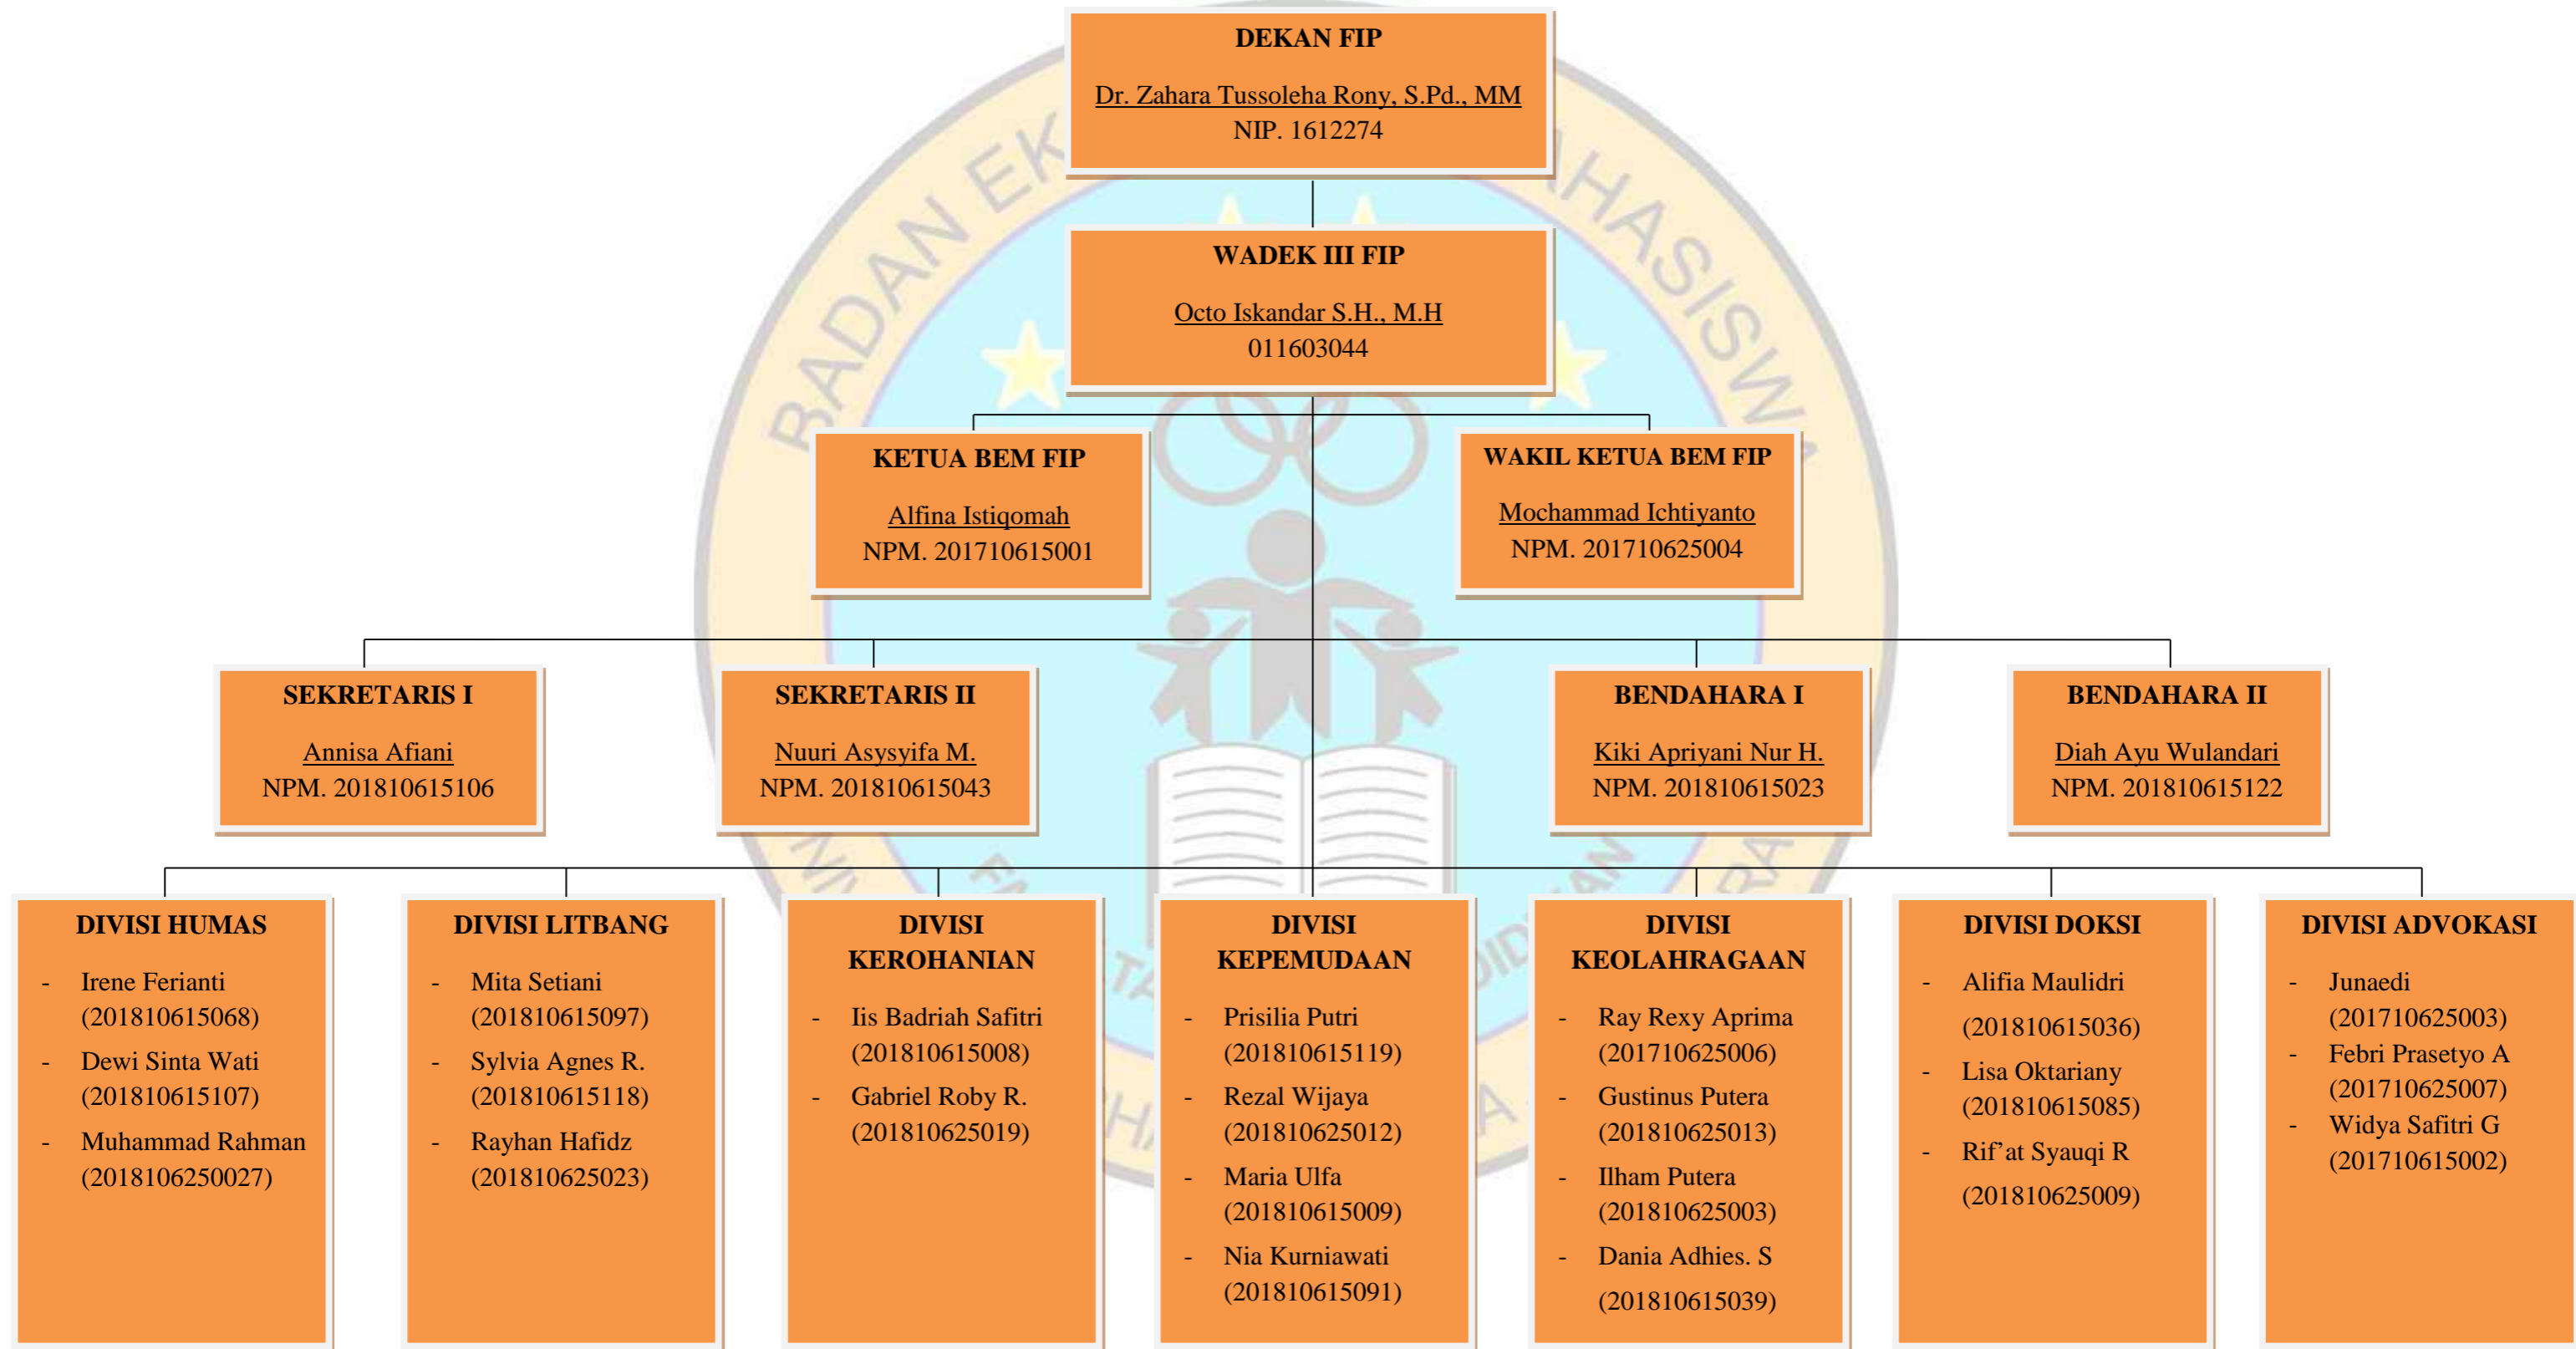 DEKAN FIP
Dr. Zahara Tussoleha Rony, S.Pd., MM
NIP. 1612274
WADEK III FIP
Octo Iskandar S.H., M.H
011603044
KETUA BEM FIP
Alfina Istiqomah
NPM. 201710615001
WAKIL KETUA BEM FIP
Mochammad Ichtiyanto
NPM. 201710625004
SEKRETARIS I
Annisa Afiani
NPM. 201810615106
SEKRETARIS II
Nuuri Asysyifa M.
NPM. 201810615043
BENDAHARA I
Kiki Apriyani Nur H.
NPM. 201810615023
BENDAHARA II
Diah Ayu Wulandari
NPM. 201810615122
DIVISI HUMAS
- Irene Ferianti
(201810615068)
- Dewi Sinta Wati
(201810615107)
- Muhammad Rahman
(2018106250027)
DIVISI LITBANG
- Mita Setiani
(201810615097)
- Sylvia Agnes R.
(201810615118)
- Rayhan Hafidz
(201810625023)
DIVISI
KEROHANIAN
- Iis Badriah Safitri
(201810615008)
- Gabriel Roby R.
(201810625019)
DIVISI
KEPEMUDAAN
- Prisilia Putri
(201810615119)
- Rezal Wijaya
(201810625012)
- Maria Ulfa
(201810615009)
- Nia Kurniawati
(201810615091)
DIVISI
KEOLAHRAGAAN
- Ray Rexy Aprima
(201710625006)
- Gustinus Putera
(201810625013)
- Ilham Putera
(201810625003)
- Dania Adhies. S
(201810615039)
DIVISI DOKSI
- Alifia Maulidri
(201810615036)
- Lisa Oktariany
(201810615085)
- Rif’at Syauqi R
(201810625009)
DIVISI ADVOKASI
- Junaedi
(201710625003)
- Febri Prasetyo A
(201710625007)
- Widya Safitri G
(201710615002)
BADAN